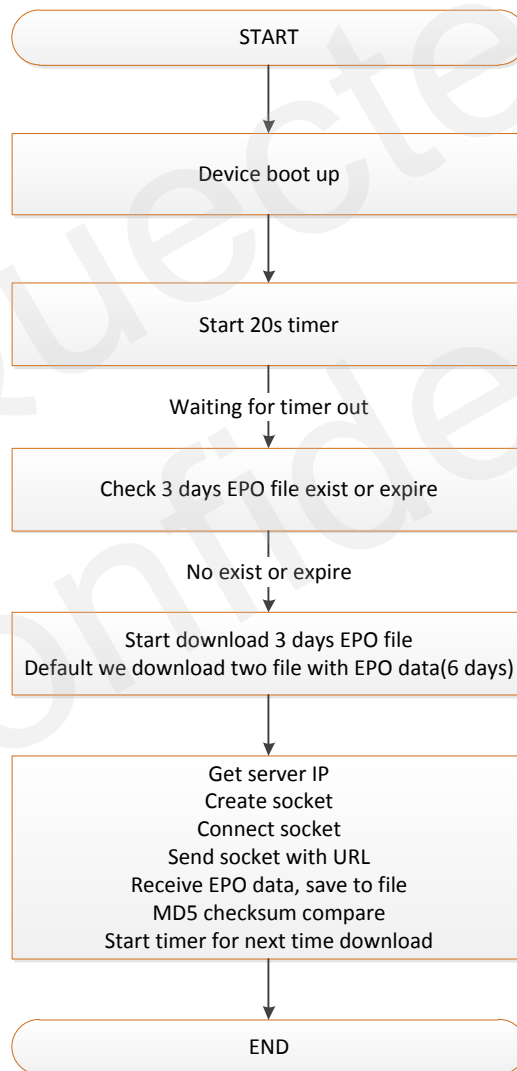 START
Device boot up
Start 20s timer
Waiting for timer out
Check 3 days EPO file exist or expire
No exist or expire
Start download 3 days EPO file
Default we download two file with EPO data(6 days)
Get server IP
Create socket
Connect socket
Send socket with URL
Receive EPO data, save to file
MD5 checksum compare
Start timer for next time download
END